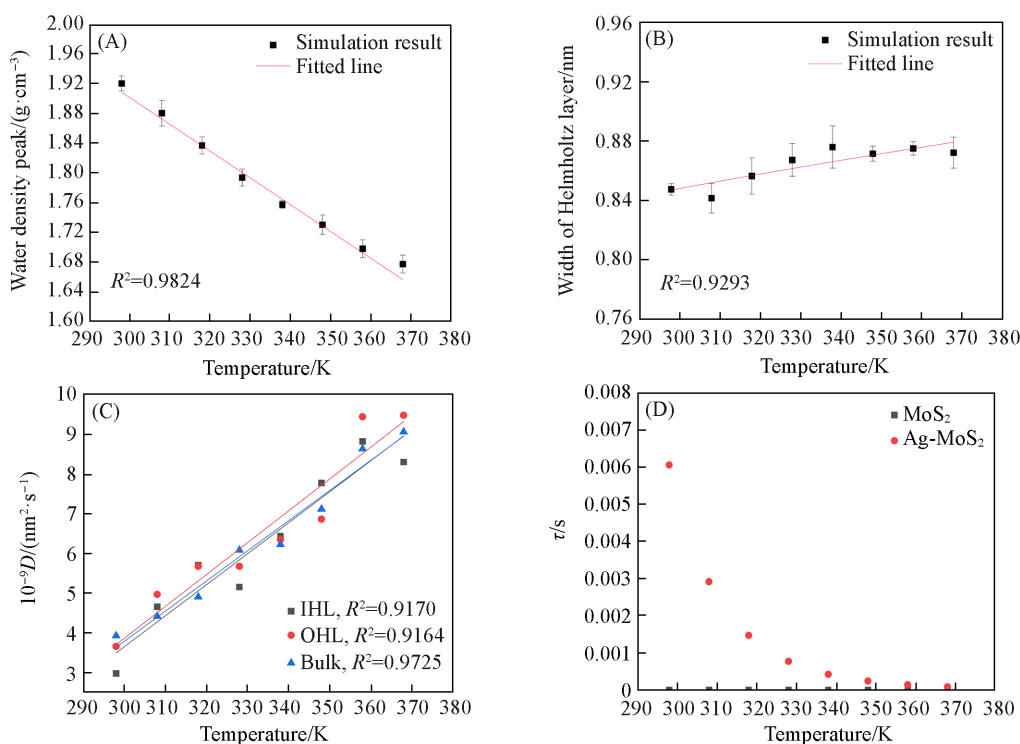 (A)
Simulation result
Fitted line
Water density peak/(g·cm⁻³)
2.00
1.96
1.92
1.88
1.84
1.80
1.76
1.72
1.68
1.64
1.60
R²=0.9824
290 300 310 320 330 340 350 360 370 380
Temperature/K
(B)
Simulation result
Fitted line
Width of Helmholtz layer/nm
0.96
0.92
0.88
0.84
0.80
0.76
R²=0.9293
290 300 310 320 330 340 350 360 370 380
Temperature/K
(C)
10⁻⁹D/(nm²·s⁻¹)
10
9
8
7
6
5
4
3
IHL, R²=0.9170
OHL, R²=0.9164
Bulk, R²=0.9725
290 300 310 320 330 340 350 360 370 380
Temperature/K
(D)
MoS₂
Ag-MoS₂
τ/s
0.008
0.007
0.006
0.005
0.004
0.003
0.002
0.001
0
290 300 310 320 330 340 350 360 370 380
Temperature/K